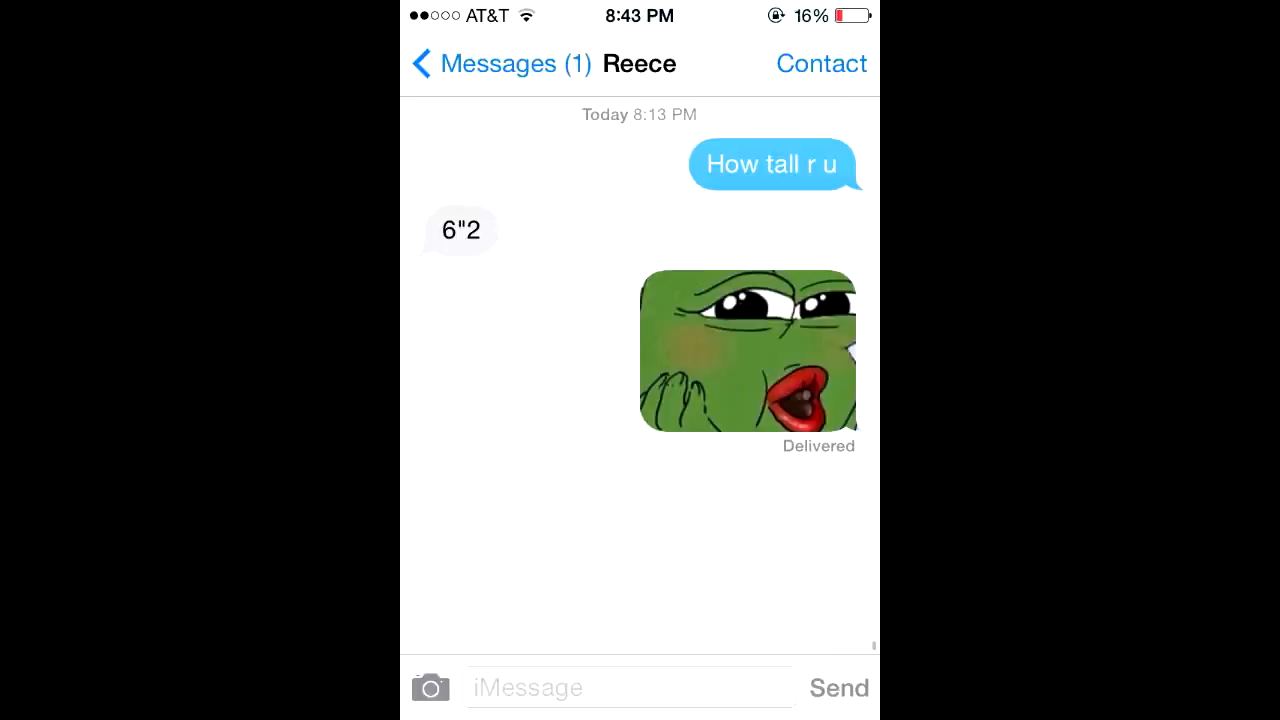 AT&T 8:43 PM 16%
Messages (1) Reece Contact
Today 8:13 PM
How tall r u
6"2
Delivered
iMessage Send